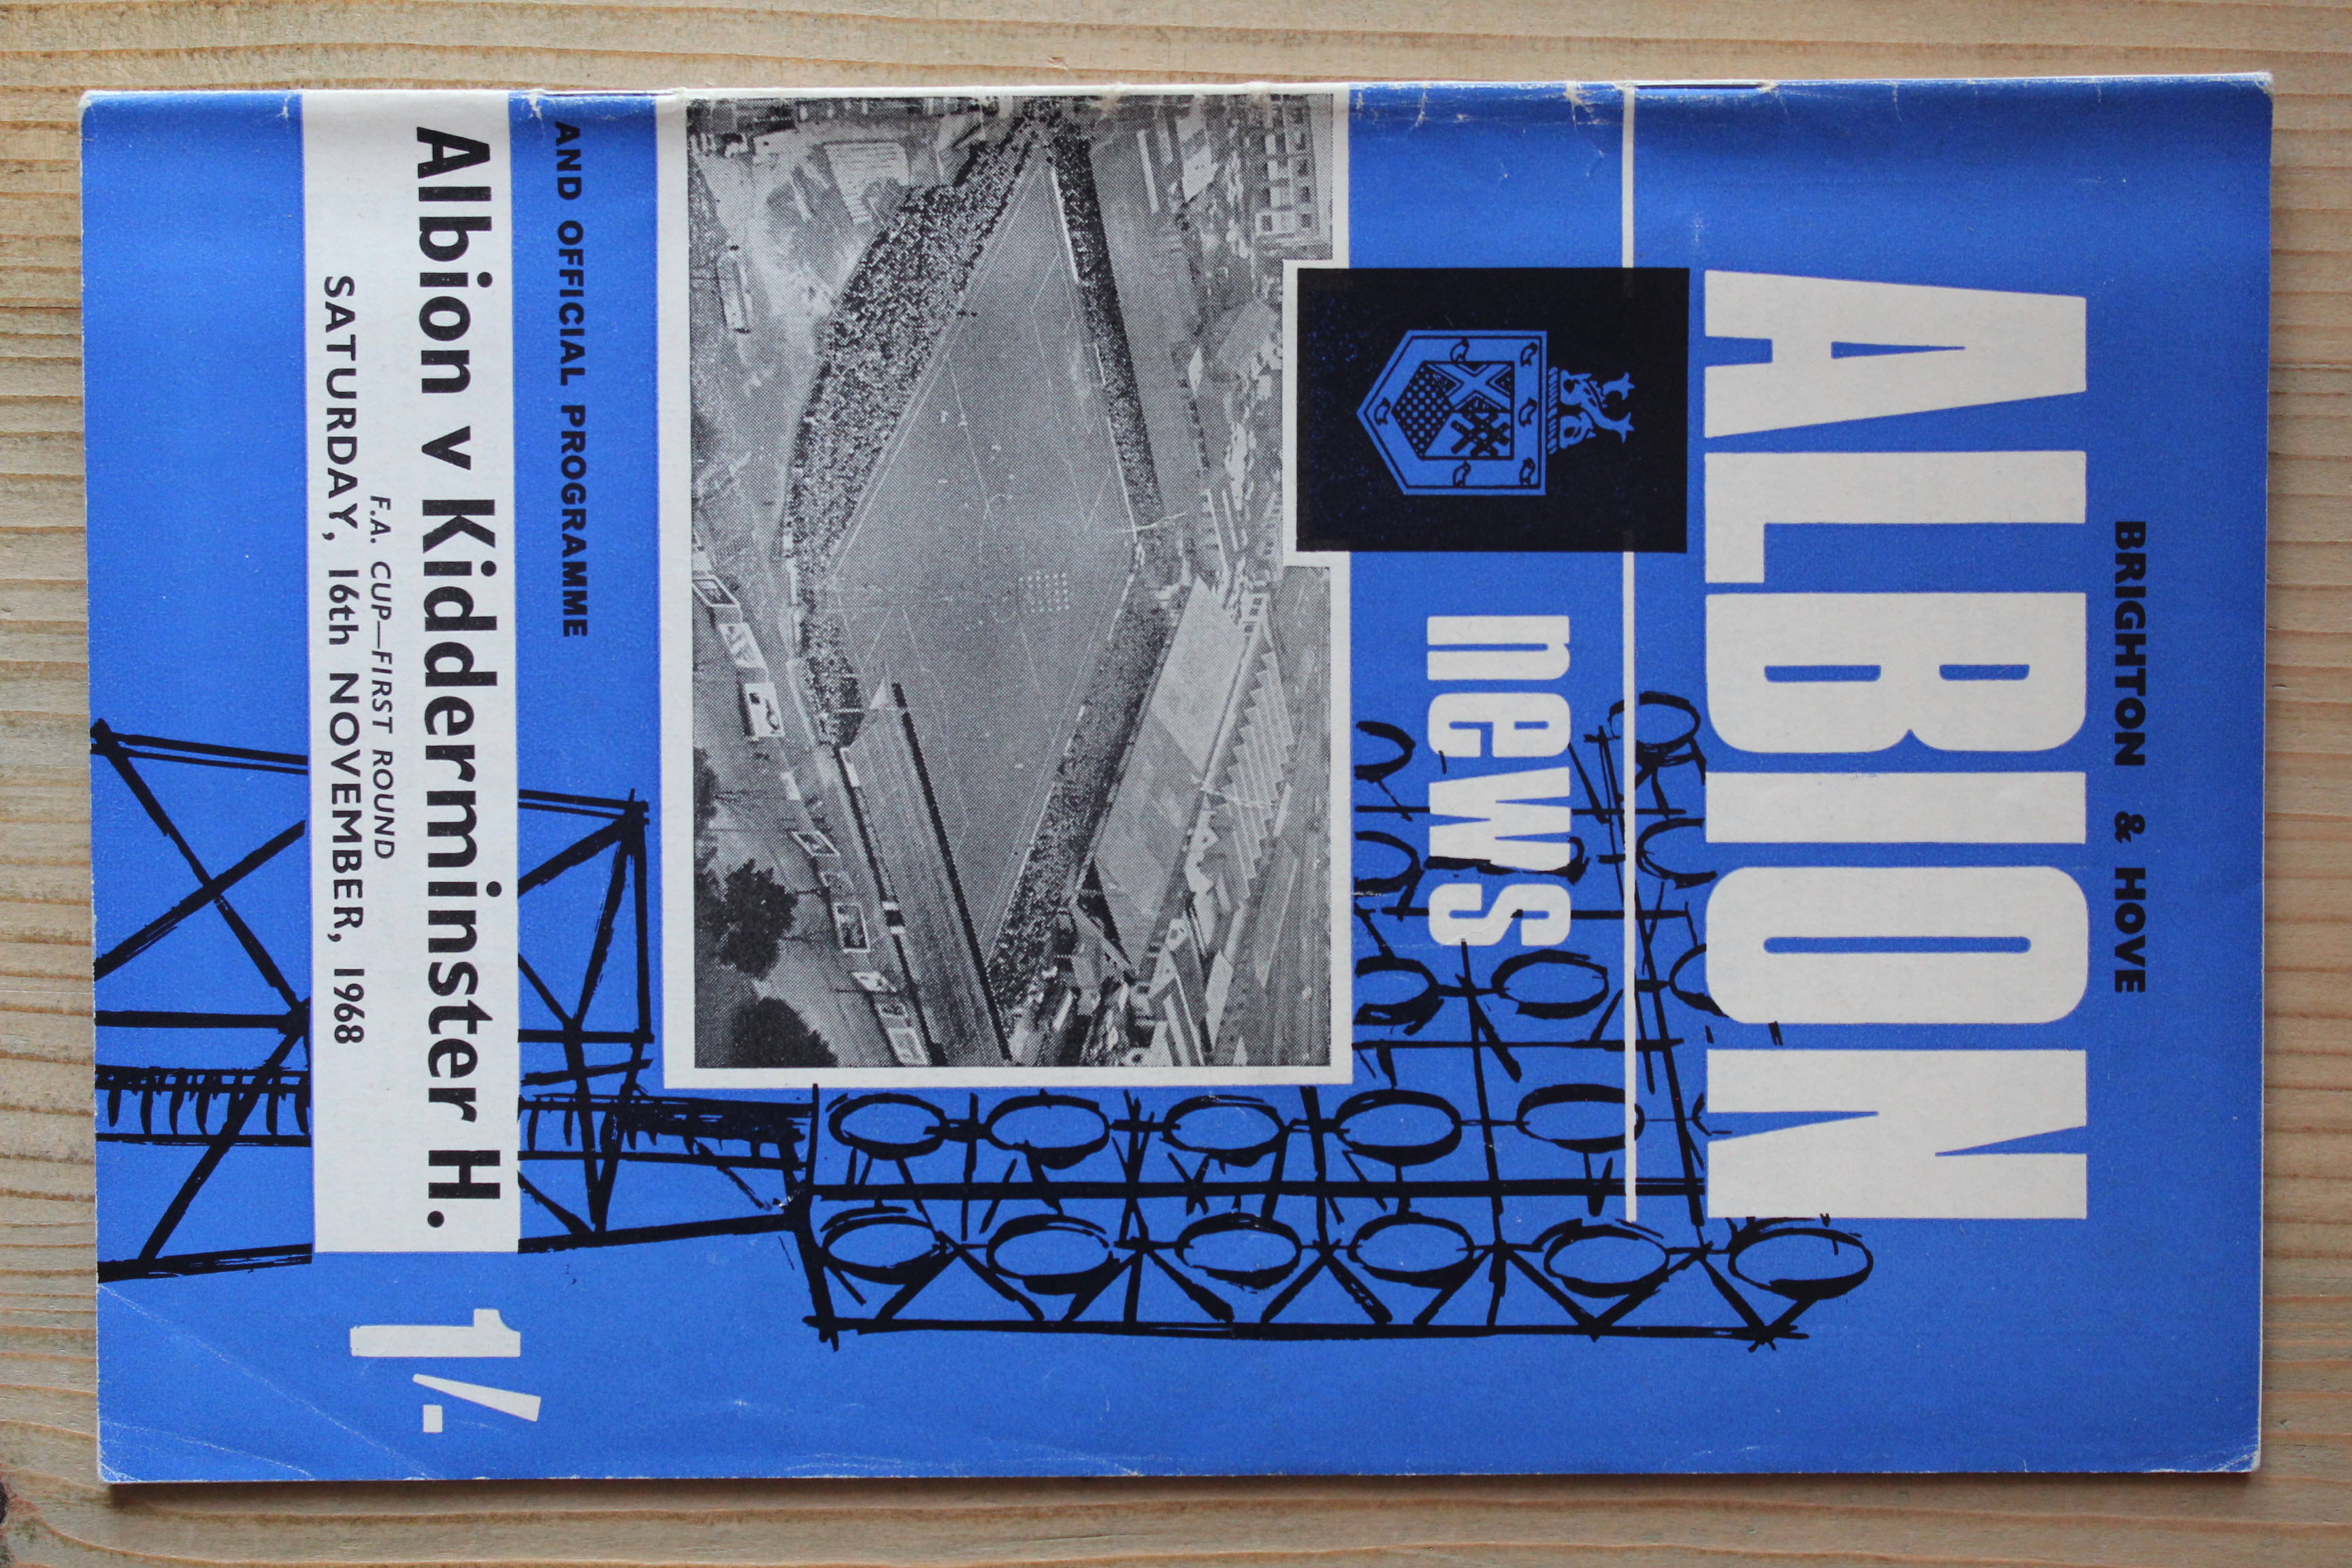 BRIGHTON & HOVE
ALBION
news
AND OFFICIAL PROGRAMME
Albion v Kidderminster H.
F.A. CUP—FIRST ROUND
SATURDAY, 16th NOVEMBER, 1968
1/-